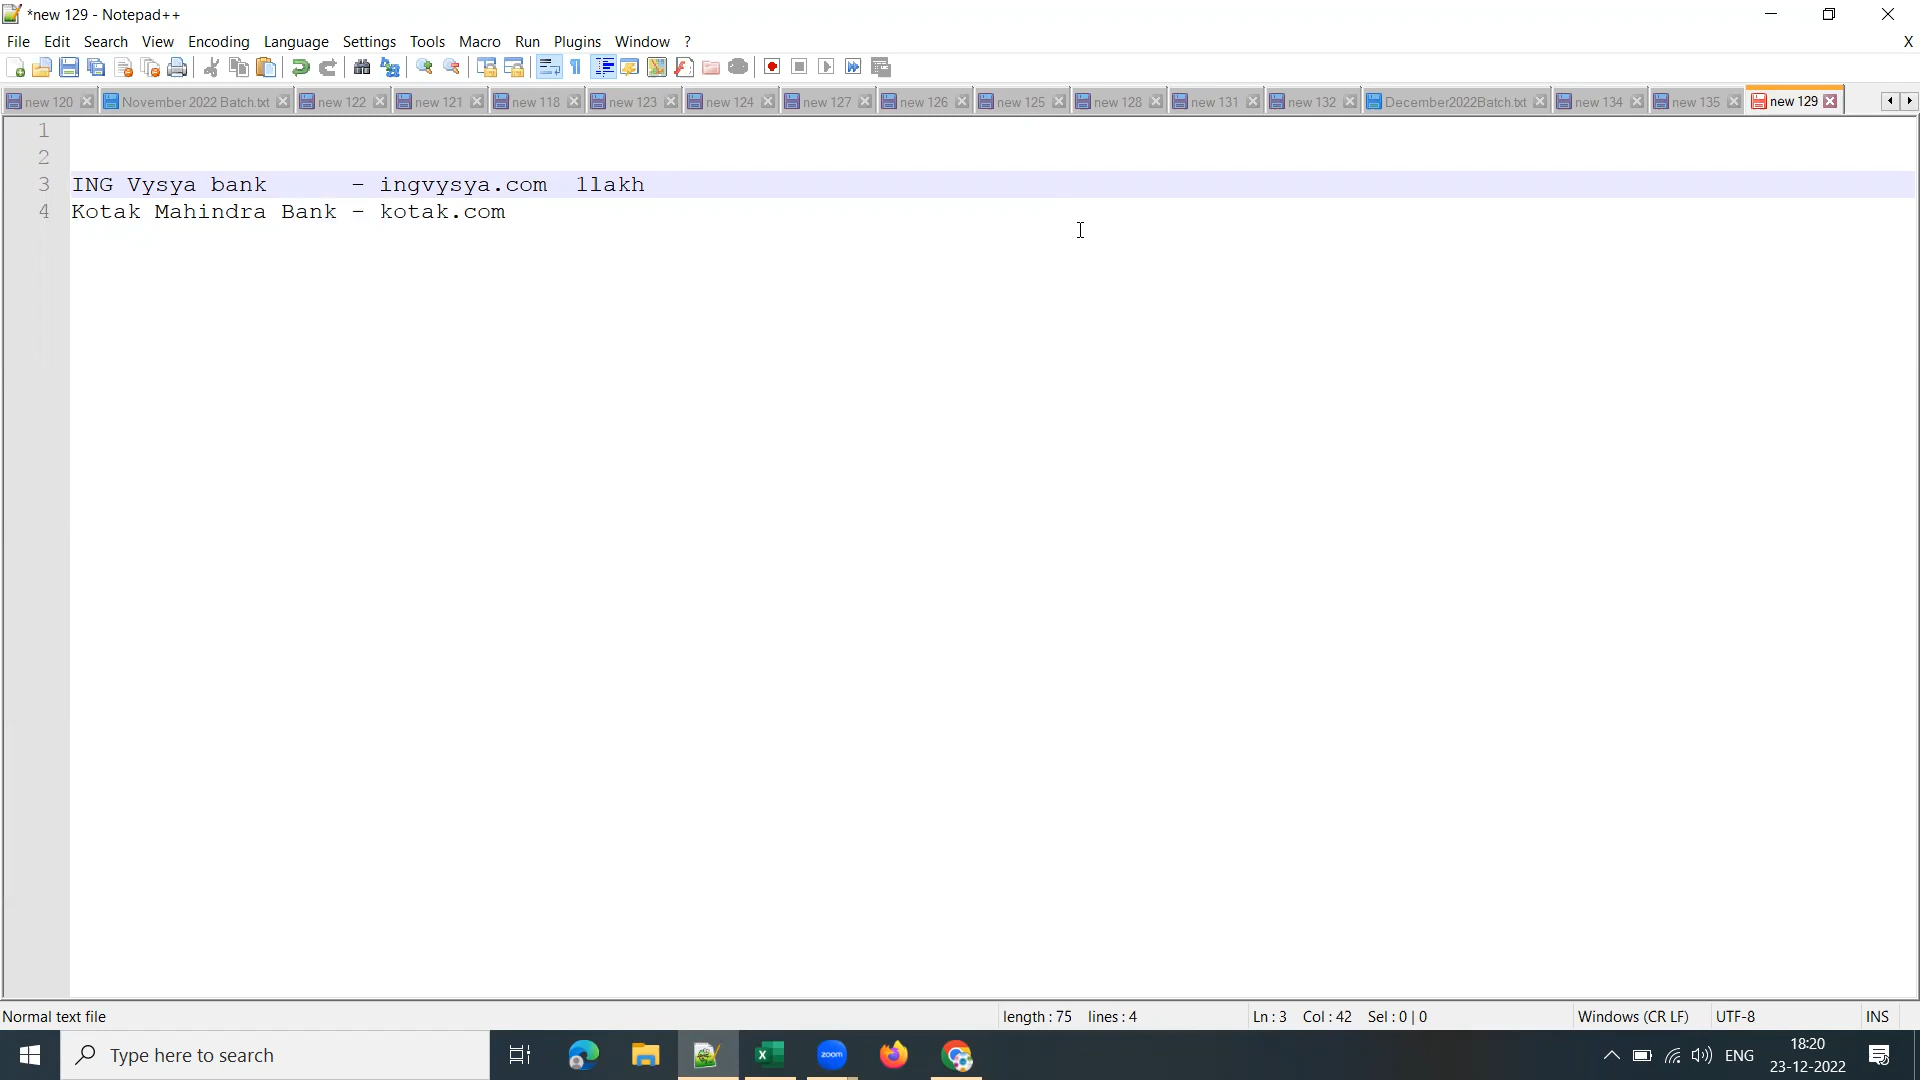 *new 129 - Notepad++
File Edit Search View Encoding Language Settings Tools Macro Run Plugins Window ? X
new 120 November 2022 Batch.txt new 122 new 121 new 118 new 123 new 124 new 127 new 126 new 125 new 128 new 131 new 132 December2022Batch.txt new 134 new 135 new 129
1
2
3 ING Vysya bank - ingvysya.com 1lakh
4 Kotak Mahindra Bank - kotak.com
Normal text file length : 75 lines : 4 Ln : 3 Col : 42 Sel : 0 | 0 Windows (CR LF) UTF-8 INS
Type here to search zoom ENG 18:20
23-12-2022